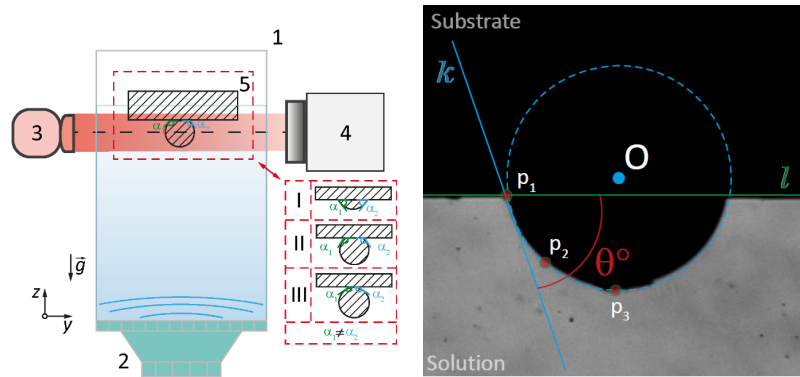 1
5
3
4
α₁
α₂
I
α₁
α₂
II
α₁
α₂
III
α₁
α₂
α₁≠α₂
g⃗
z
y
2
Substrate
k
O
l
p₁
p₂
θ°
p₃
Solution